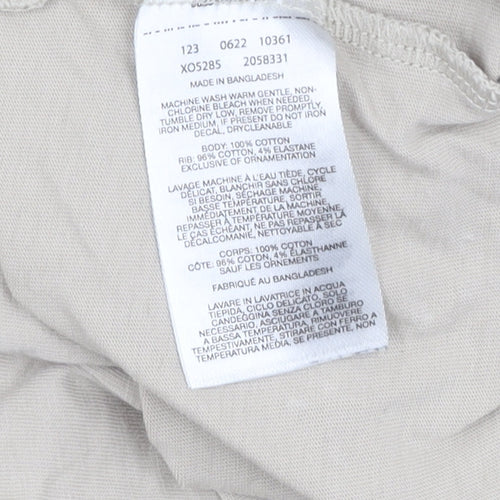 123 0622 10361
XO5285 2058331
MADE IN BANGLADESH
MACHINE WASH WARM GENTLE, NON-
CHLORINE BLEACH WHEN NEEDED,
TUMBLE DRY LOW, REMOVE PROMPTLY,
IRON MEDIUM, IF PRESENT DO NOT IRON
DECAL, DRYCLEANABLE
BODY: 100% COTTON
RIB: 96% COTTON, 4% ELASTANE
EXCLUSIVE OF ORNAMENTATION
LAVAGE MACHINE À L'EAU TIÈDE, CYCLE
DÉLICAT, BLANCHIR SANS CHLORE
SI BESOIN, SÉCHAGE MACHINE,
BASSE TEMPÉRATURE, SORTIR
IMMÉDIATEMENT DE LA MACHINE,
REPASSER À TEMPÉRATURE MOYENNE,
LE CAS ÉCHÉANT, NE PAS REPASSER LE
DÉCALCOMANIE, NETTOYABLE À SEC
CORPS: 100% COTON
CÔTE: 96% COTON, 4% ÉLASTHANNE
SAUF LES ORNEMENTS
FABRIQUÉ AU BANGLADESH
LAVARE IN LAVATRICE IN ACQUA
TIEPIDA, CICLO DELICATO, SOLO
CANDEGGINA SENZA CLORO SE
NECESSARIO, ASCIUGARE A TAMBURO
A BASSA TEMPERATURA, RIMUOVERE
TEMPESTIVAMENTE, STIRARE CON FERRO A
TEMPERATURA MEDIA, SE PRESENTE, NON